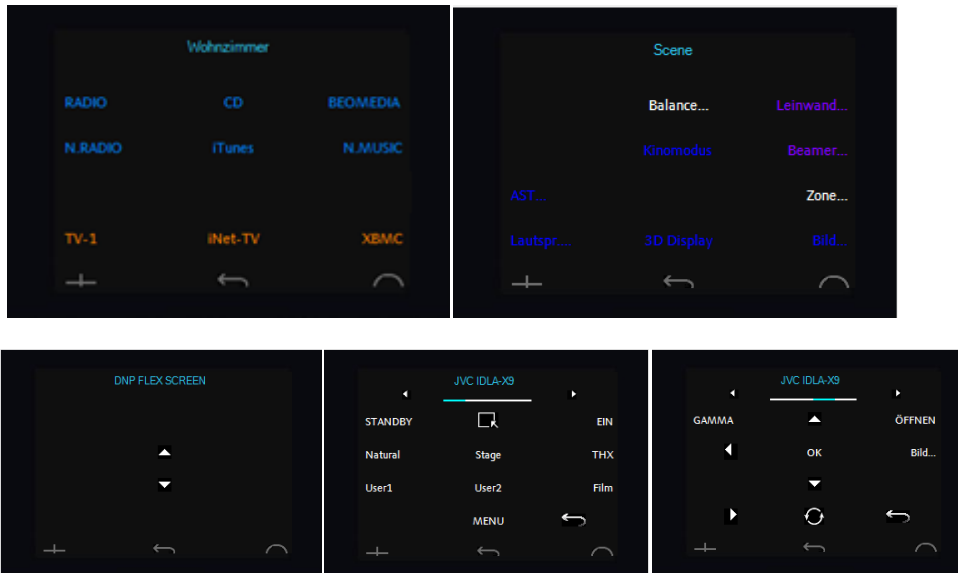 Wohnzimmer
RADIO CD BEOMEDIA
N.RADIO iTunes N.MUSIC
TV-1 iNet-TV XBMC
Scene
Balance... Leinwand...
Kinomodus Beamer...
AST... Zone...
Lautspr.... 3D Display Bild...
DNP FLEX SCREEN
JVC IDLA-X9
STANDBY EIN
Natural Stage THX
User1 User2 Film
MENU
JVC IDLA-X9
GAMMA ÖFFNEN
OK Bild...